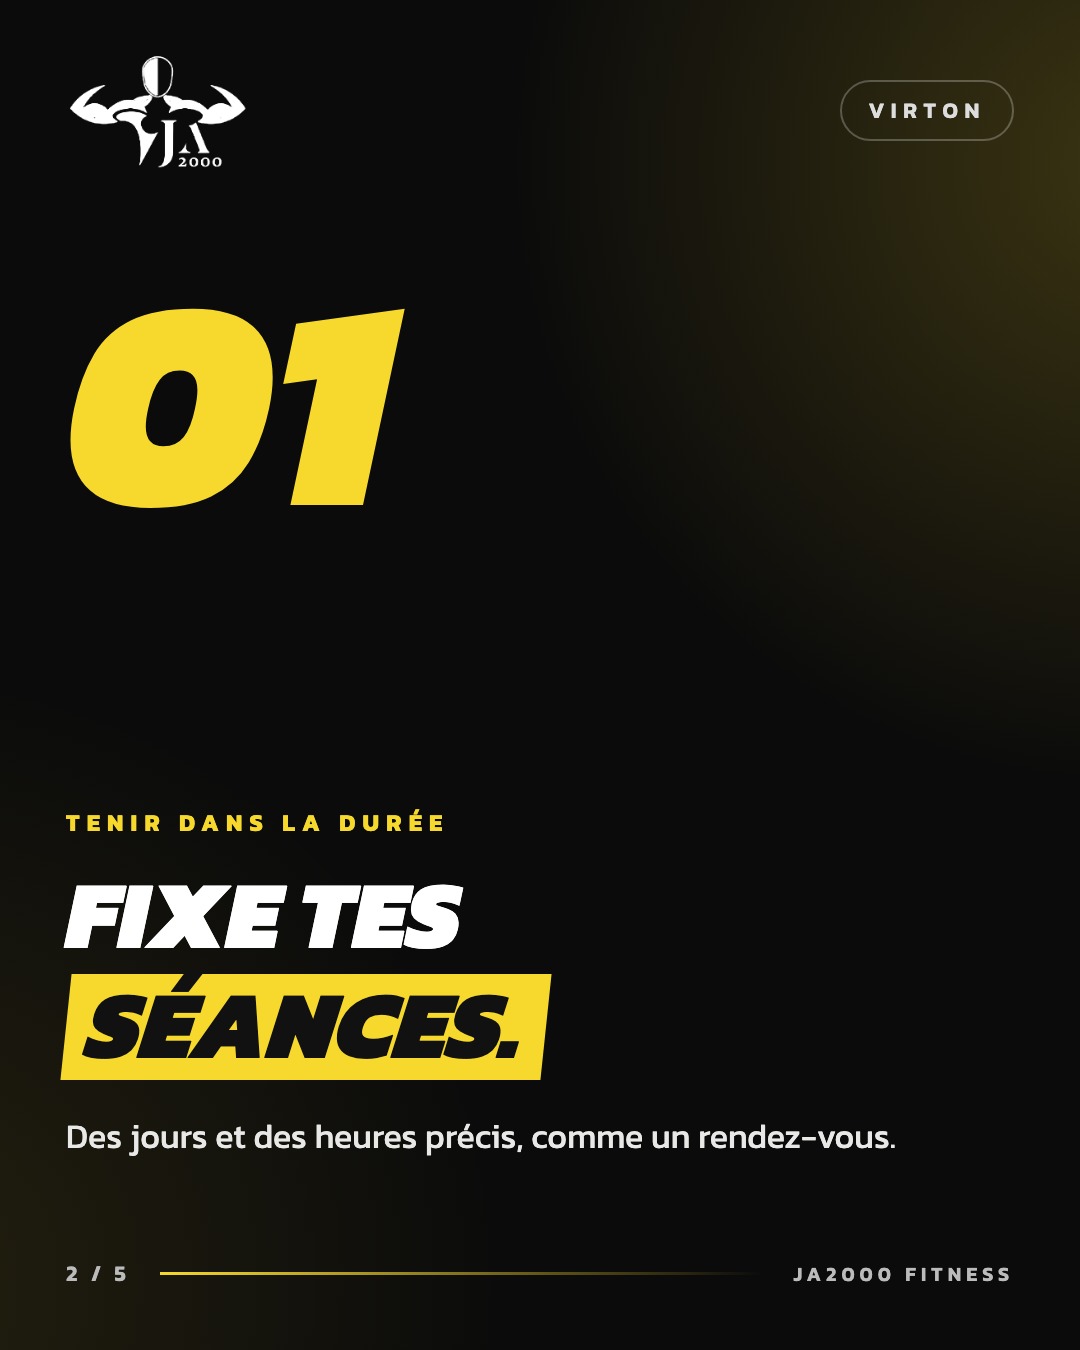 JA
2000
VIRTON
01
TENIR DANS LA DURÉE
FIXE TES
SÉANCES.
Des jours et des heures précis, comme un rendez-vous.
2 / 5
JA2000 FITNESS